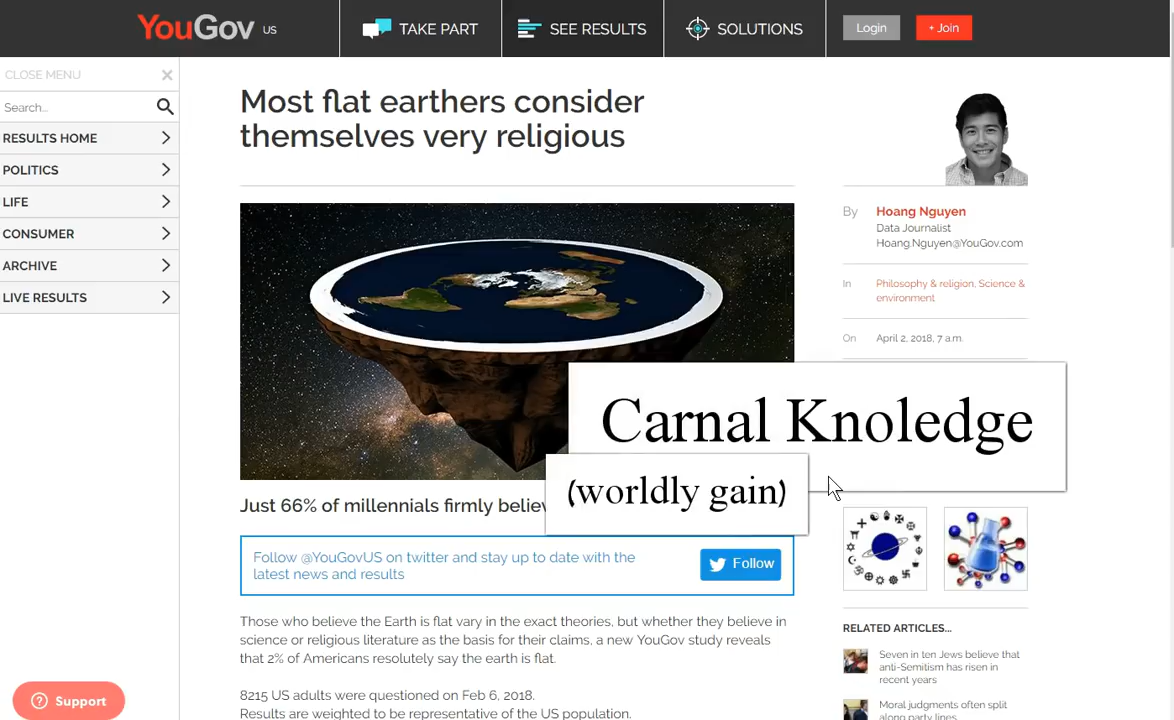 YouGov US
TAKE PART
SEE RESULTS
SOLUTIONS
Login
+ Join
CLOSE MENU
Search...
RESULTS HOME
POLITICS
LIFE
CONSUMER
ARCHIVE
LIVE RESULTS
Support
Most flat earthers consider
themselves very religious
Carnal Knoledge
(worldly gain)
Just 66% of millennials firmly
Follow @YouGovUS on twitter and stay up to date with the
latest news and results
Follow
Those who believe the Earth is flat vary in the exact theories, but whether they believe in
science or religious literature as the basis for their claims, a new YouGov study reveals
that 2% of Americans resolutely say the earth is flat.
8215 US adults were questioned on Feb 6, 2018.
Results are weighted to be representative of the US population.
By Hoang Nguyen
Data Journalist
Hoang.Nguyen@YouGov.com
In Philosophy & religion, Science &
environment
On April 2, 2018, 7 a.m.
RELATED ARTICLES...
Seven in ten Jews believe that
anti-Semitism has risen in
recent years
Moral judgments often split
along party lines